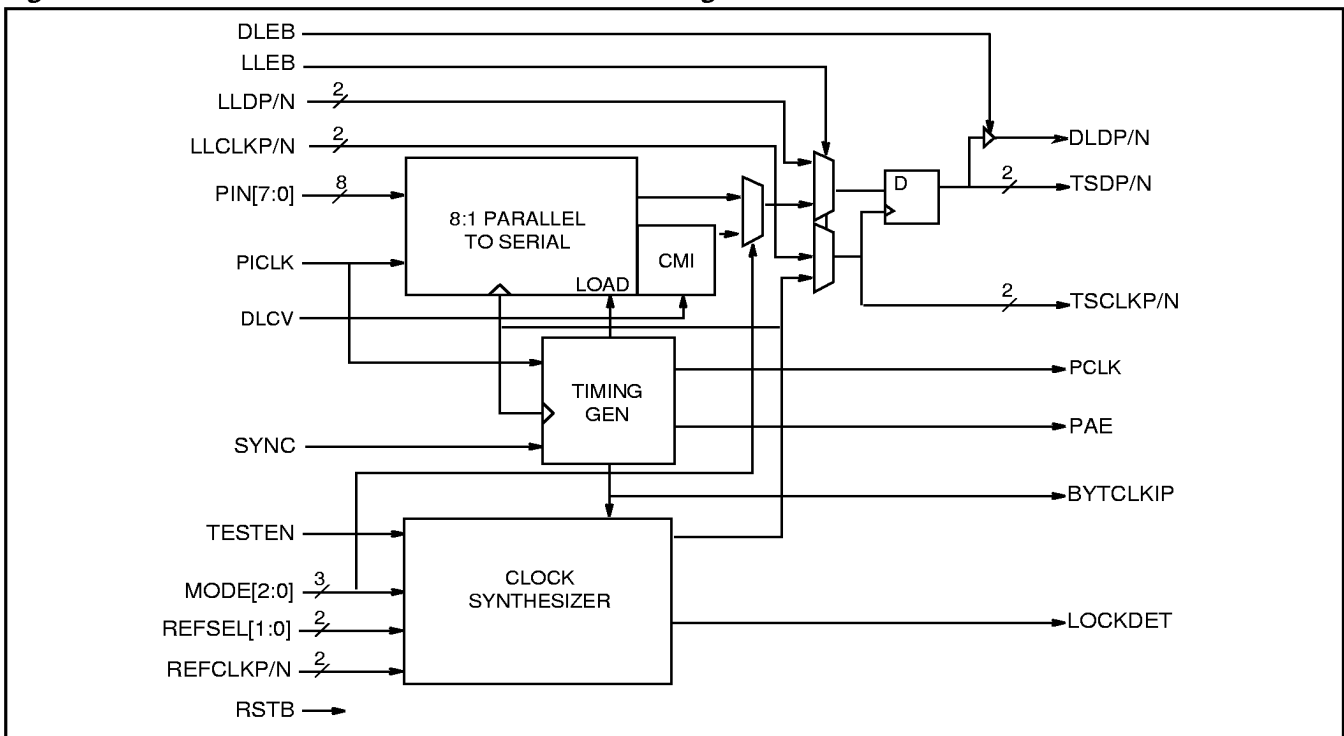 DLEB
LLEB
LLDP/N 2
LLCLKP/N 2
PIN[7:0] 8
PICLK
DLCV
SYNC
TESTEN
MODE[2:0] 3
REFSEL[1:0] 2
REFCLKP/N 2
RSTB
8:1 PARALLEL
TO SERIAL
LOAD
CMI
TIMING
GEN
CLOCK
SYNTHESIZER
D
DLDP/N
2 TSDP/N
2 TSCLKP/N
PCLK
PAE
BYTCLKIP
LOCKDET